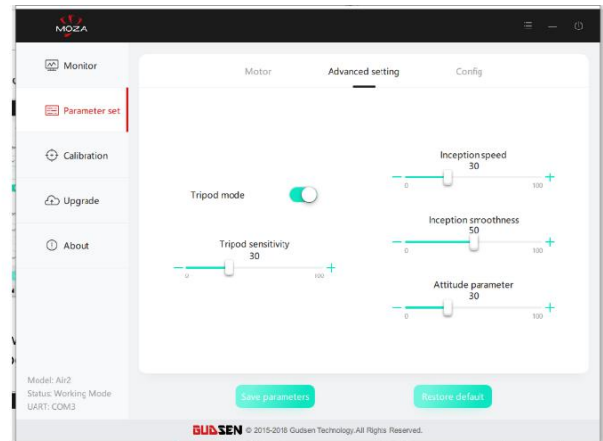 MOZA
Monitor
Parameter set
Calibration
Upgrade
About
Motor
Advanced setting
Config
Tripod mode
Tripod sensitivity
30
0
100
Inception speed
30
0
100
Inception smoothness
50
0
100
Attitude parameter
30
0
100
Model: Air2
Status: Working Mode
UART: COM3
Save parameters
Restore default
GUDSEN © 2015-2018 Gudsen Technology.All Rights Reserved.